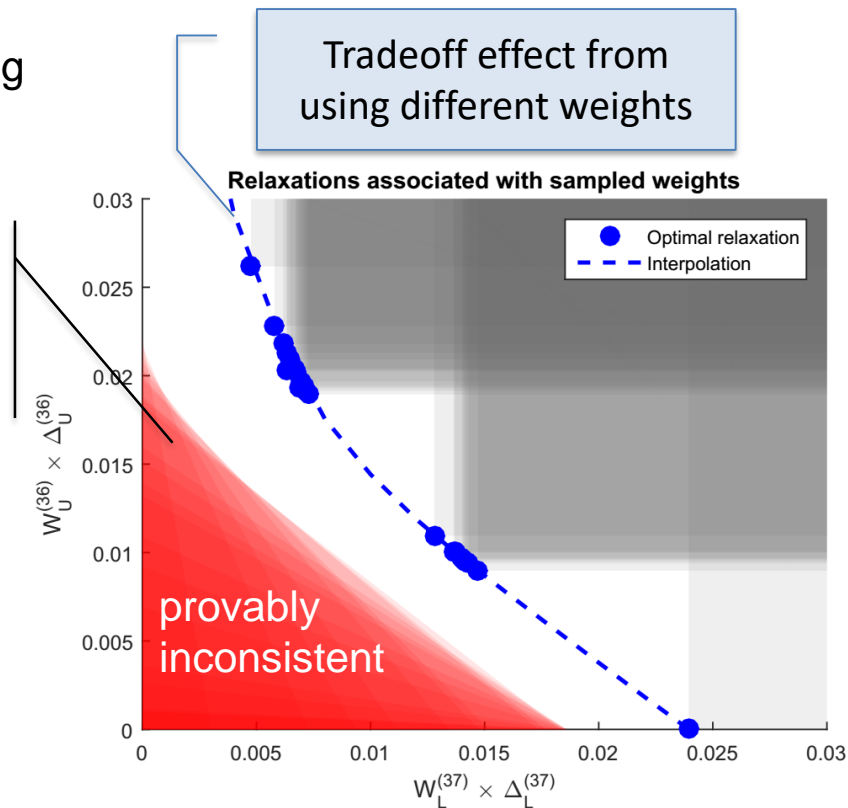 g
Tradeoff effect from
using different weights
Relaxations associated with sampled weights
Optimal relaxation
Interpolation
0.03
0.025
0.02
0.015
0.01
0.005
0
W_U^(36) × Δ_U^(36)
provably
inconsistent
0 0.005 0.01 0.015 0.02 0.025 0.03
W_L^(37) × Δ_L^(37)